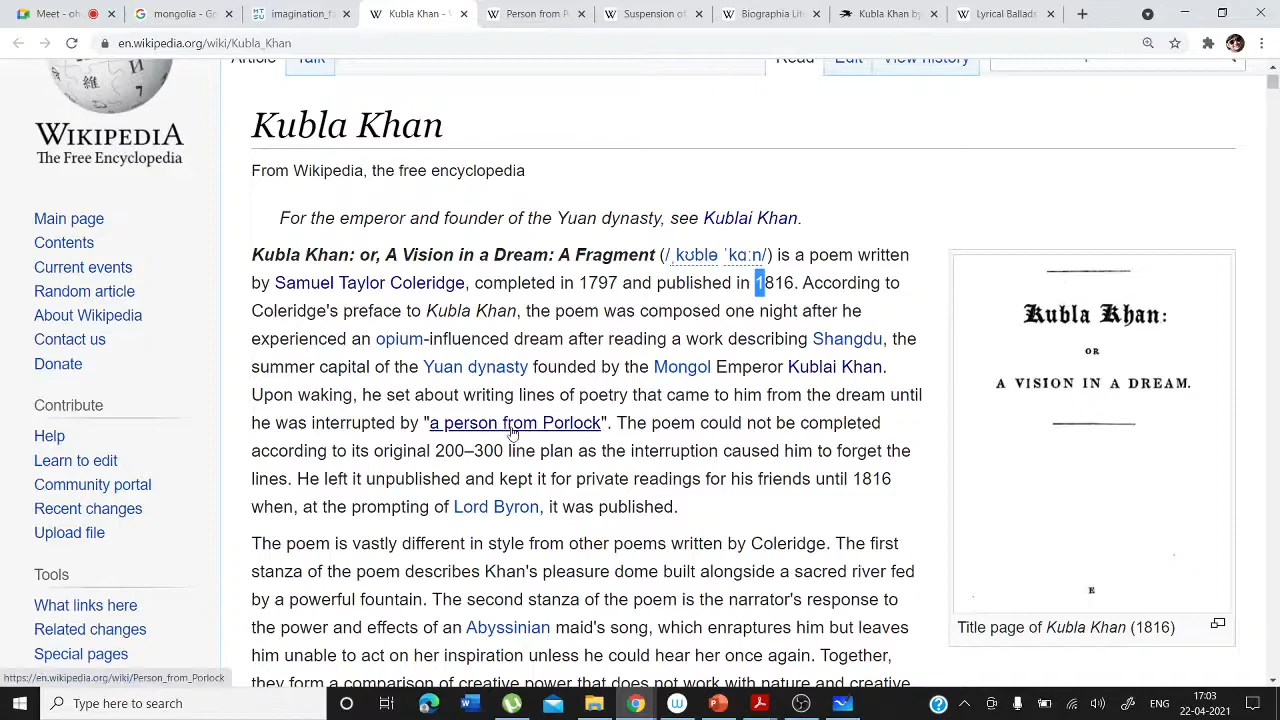 Meet - ف
mongolia - G
imagination_f
Kubla Khan -
Person from P
Suspension of
Biographia Lit
Kubla Khan by
Lyrical Ballads
en.wikipedia.org/wiki/Kubla_Khan
Article
Talk
Read
Edit
View history
WIKIPEDIA
The Free Encyclopedia
Main page
Contents
Current events
Random article
About Wikipedia
Contact us
Donate
Contribute
Help
Learn to edit
Community portal
Recent changes
Upload file
Tools
What links here
Related changes
Special pages
Kubla Khan
From Wikipedia, the free encyclopedia
For the emperor and founder of the Yuan dynasty, see Kublai Khan.
Kubla Khan: or, A Vision in a Dream: A Fragment (/ˌkʊblə ˈkɑːn/) is a poem written
by Samuel Taylor Coleridge, completed in 1797 and published in 1816. According to
Coleridge's preface to Kubla Khan, the poem was composed one night after he
experienced an opium-influenced dream after reading a work describing Shangdu, the
summer capital of the Yuan dynasty founded by the Mongol Emperor Kublai Khan.
Upon waking, he set about writing lines of poetry that came to him from the dream until
he was interrupted by "a person from Porlock". The poem could not be completed
according to its original 200–300 line plan as the interruption caused him to forget the
lines. He left it unpublished and kept it for private readings for his friends until 1816
when, at the prompting of Lord Byron, it was published.
The poem is vastly different in style from other poems written by Coleridge. The first
stanza of the poem describes Khan's pleasure dome built alongside a sacred river fed
by a powerful fountain. The second stanza of the poem is the narrator's response to
the power and effects of an Abyssinian maid's song, which enraptures him but leaves
him unable to act on her inspiration unless he could hear her once again. Together,
they form a comparison of creative power that does not work with nature and creative
Kubla Khan:
OR
A VISION IN A DREAM.
E
Title page of Kubla Khan (1816)
https://en.wikipedia.org/wiki/Person_from_Porlock
Type here to search
ENG
17:03
22-04-2021